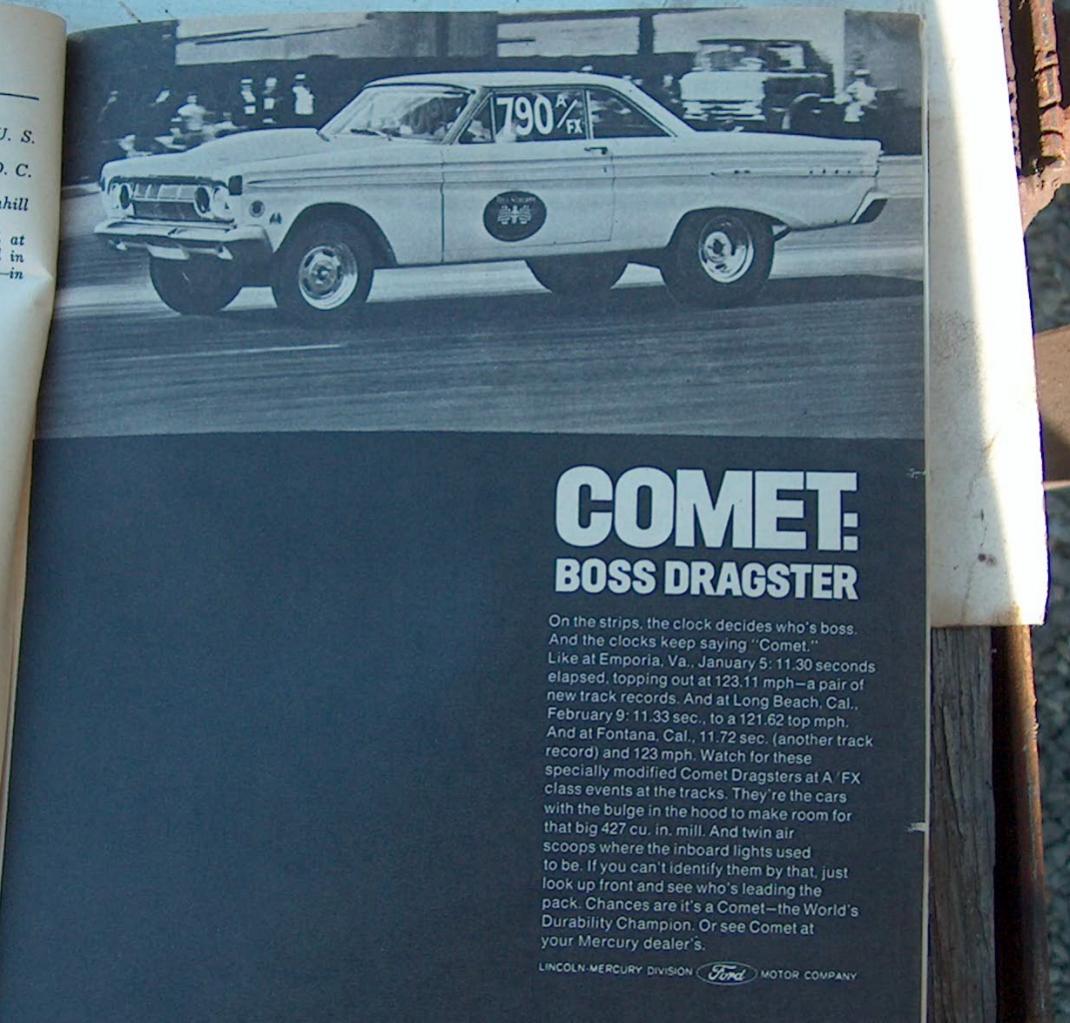 U. S.
D. C.
nhill
at
in
—in
790 A/FX
COMET:
BOSS DRAGSTER
On the strips, the clock decides who's boss.
And the clocks keep saying "Comet."
Like at Emporia, Va., January 5: 11.30 seconds
elapsed, topping out at 123.11 mph—a pair of
new track records. And at Long Beach, Cal.,
February 9: 11.33 sec., to a 121.62 top mph.
And at Fontana, Cal., 11.72 sec. (another track
record) and 123 mph. Watch for these
specially modified Comet Dragsters at A/FX
class events at the tracks. They're the cars
with the bulge in the hood to make room for
that big 427 cu. in. mill. And twin air
scoops where the inboard lights used
to be. If you can't identify them by that, just
look up front and see who's leading the
pack. Chances are it's a Comet—the World's
Durability Champion. Or see Comet at
your Mercury dealer's.
LINCOLN-MERCURY DIVISION Ford MOTOR COMPANY